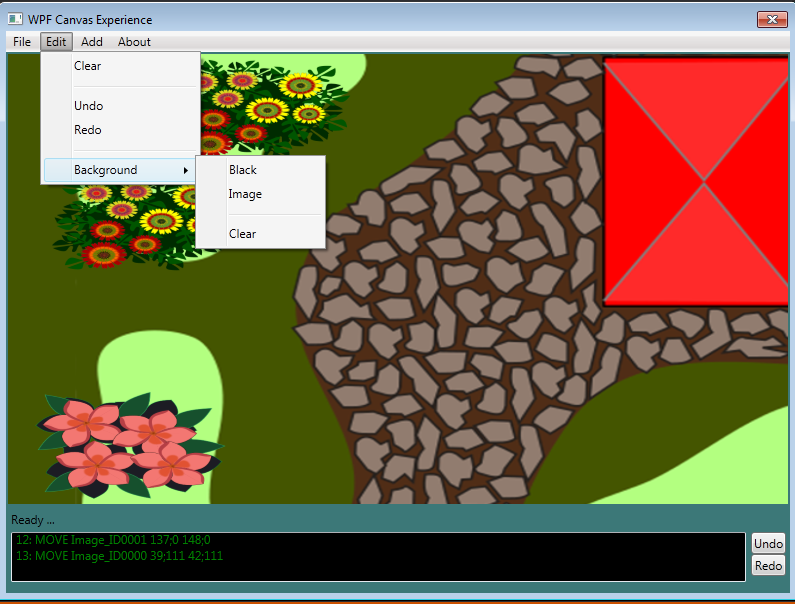 WPF Canvas Experience
File Edit Add About
Clear
Undo
Redo
Background
Black
Image
Clear
Ready ...
12: MOVE Image_ID0001 137;0 148;0
13: MOVE Image_ID0000 39;111 42;111
Undo
Redo